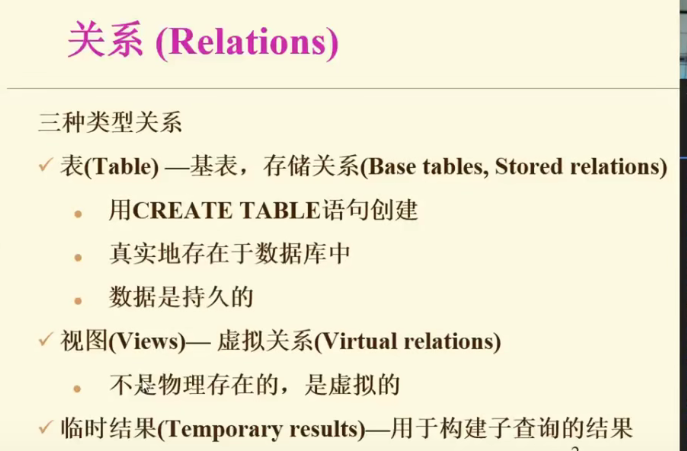 关系 (Relations)
三种类型关系
✓ 表(Table) —基表，存储关系(Base tables, Stored relations)
• 用CREATE TABLE语句创建
• 真实地存在于数据库中
• 数据是持久的
✓ 视图(Views)— 虚拟关系(Virtual relations)
• 不是物理存在的，是虚拟的
✓ 临时结果(Temporary results)—用于构建子查询的结果